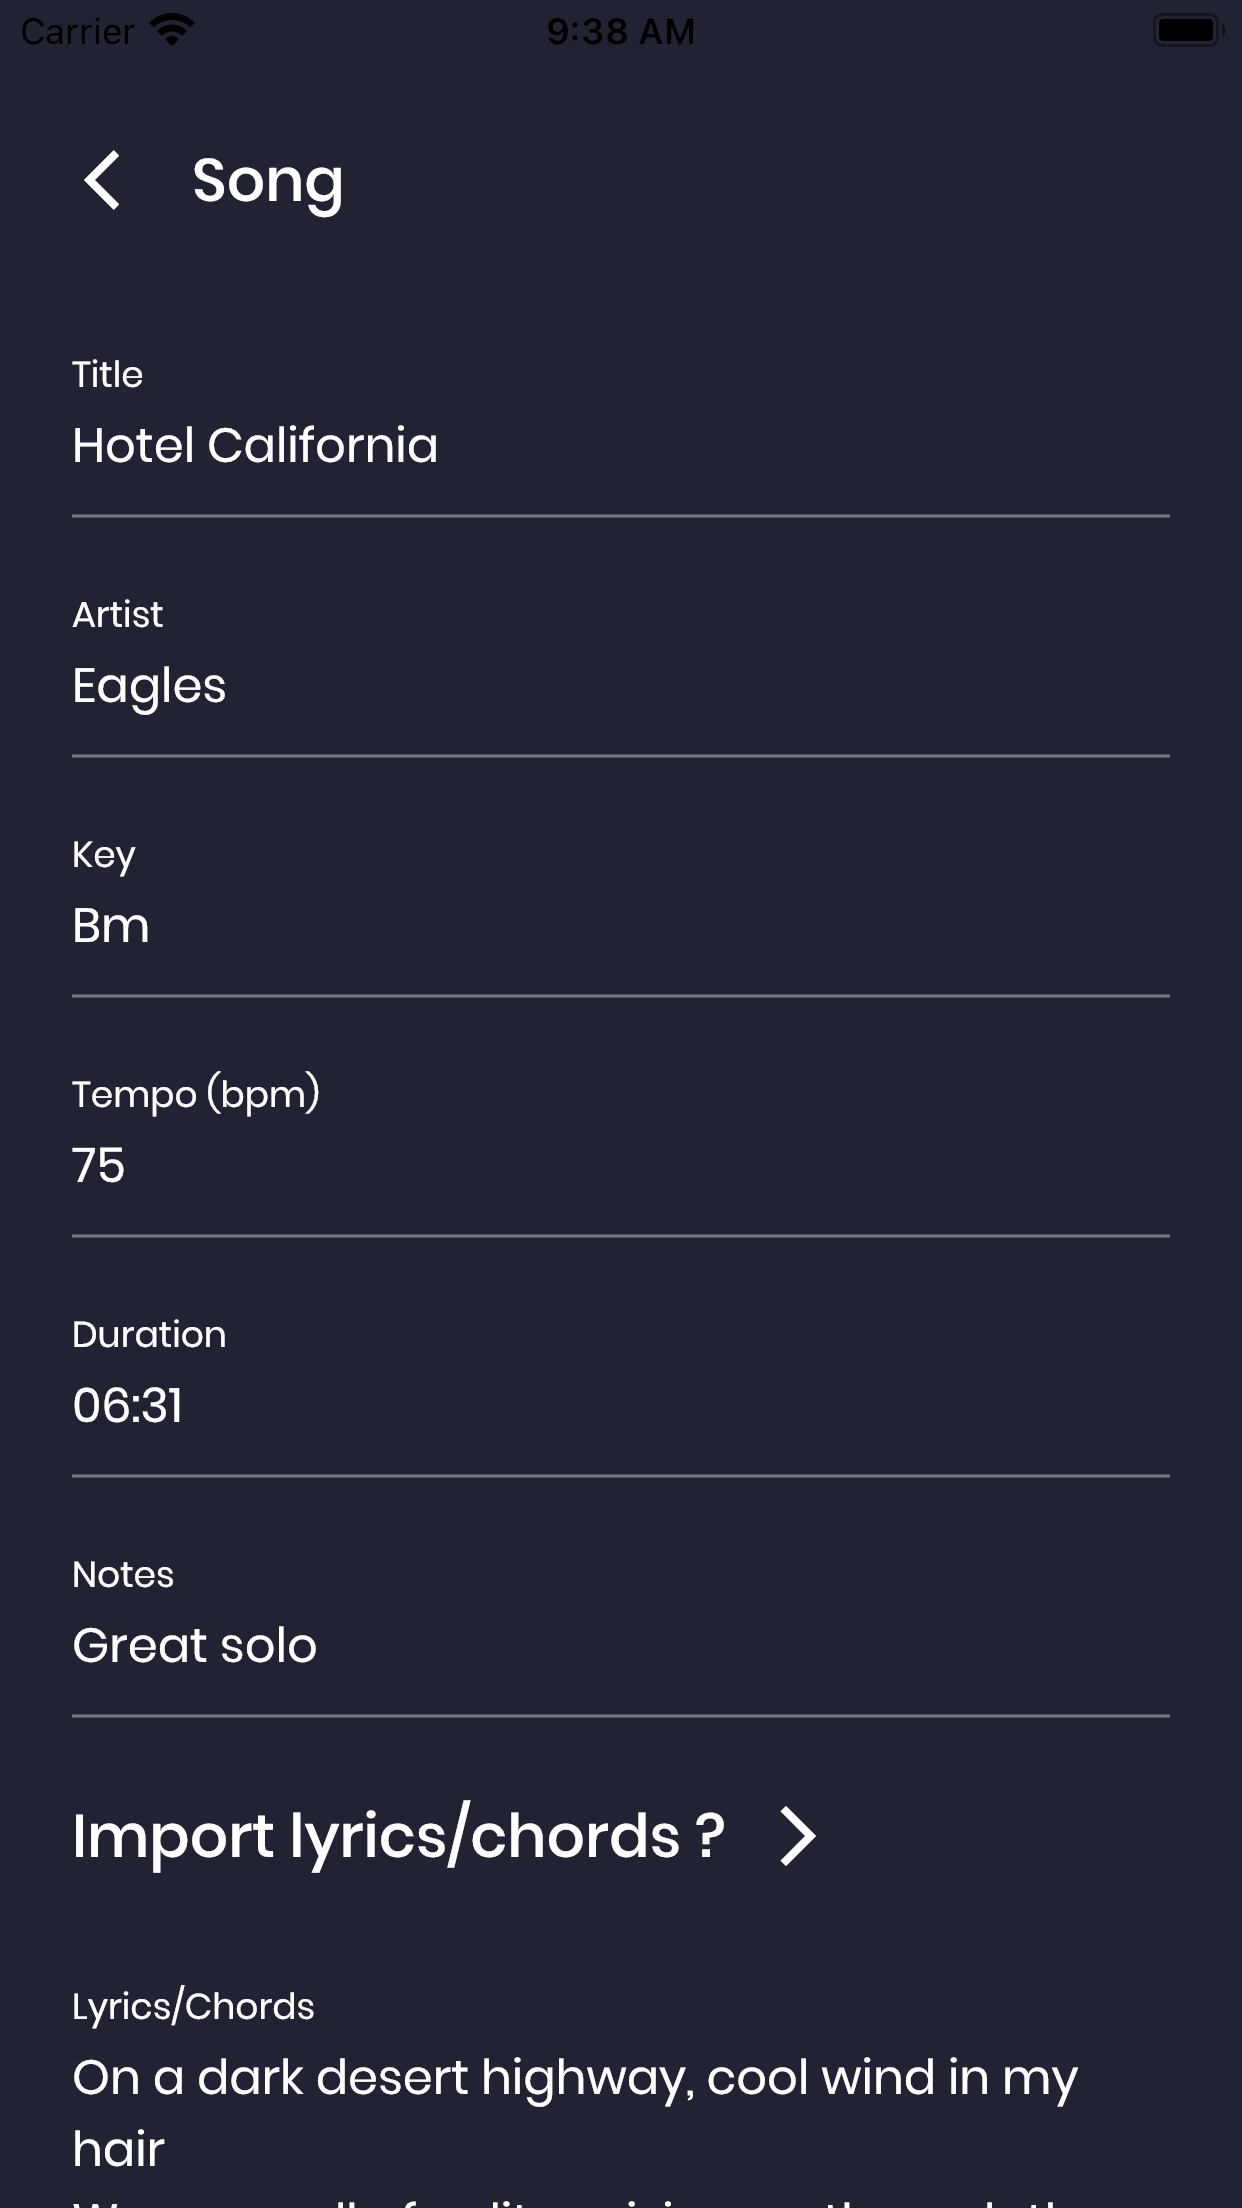 Carrier 9:38 AM
Song
Title
Hotel California
Artist
Eagles
Key
Bm
Tempo (bpm)
75
Duration
06:31
Notes
Great solo
Import lyrics/chords ?
Lyrics/Chords
On a dark desert highway, cool wind in my
hair